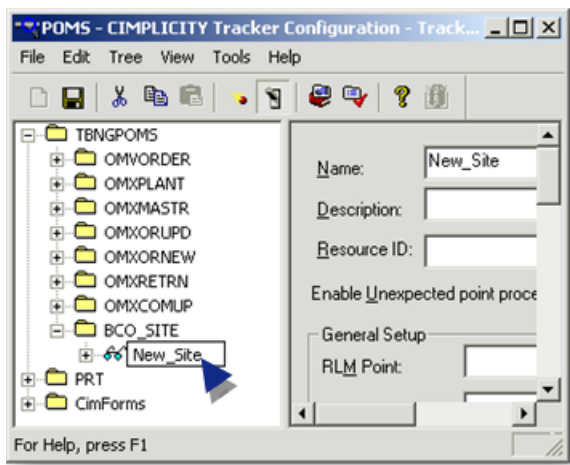 POMS - CIMPLICITY Tracker Configuration - Track...
File Edit Tree View Tools Help
TBNGPOMS
OMVORDER
OMXPLANT
OMXMASTR
OMXORUPD
OMXORNEW
OMXRETRN
OMXCOMUP
BCO_SITE
New_Site
PRT
CimForms
Name: New_Site
Description:
Resource ID:
Enable Unexpected point proce
General Setup
RLM Point:
For Help, press F1